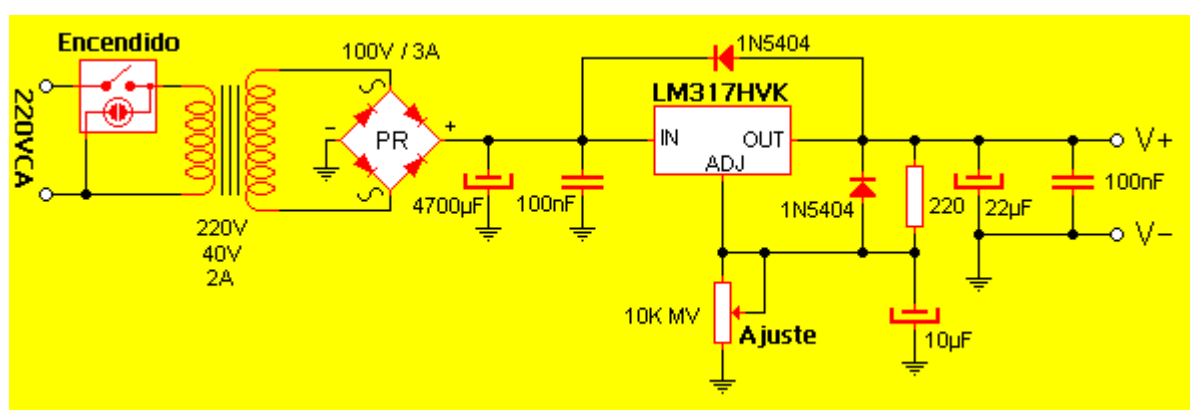 Encendido
220VCA
220V
40V
2A
100V / 3A
-
PR
+
4700µF
100nF
1N5404
LM317HVK
IN
OUT
ADJ
1N5404
220
22µF
100nF
V+
V-
10K MV
Ajuste
10µF